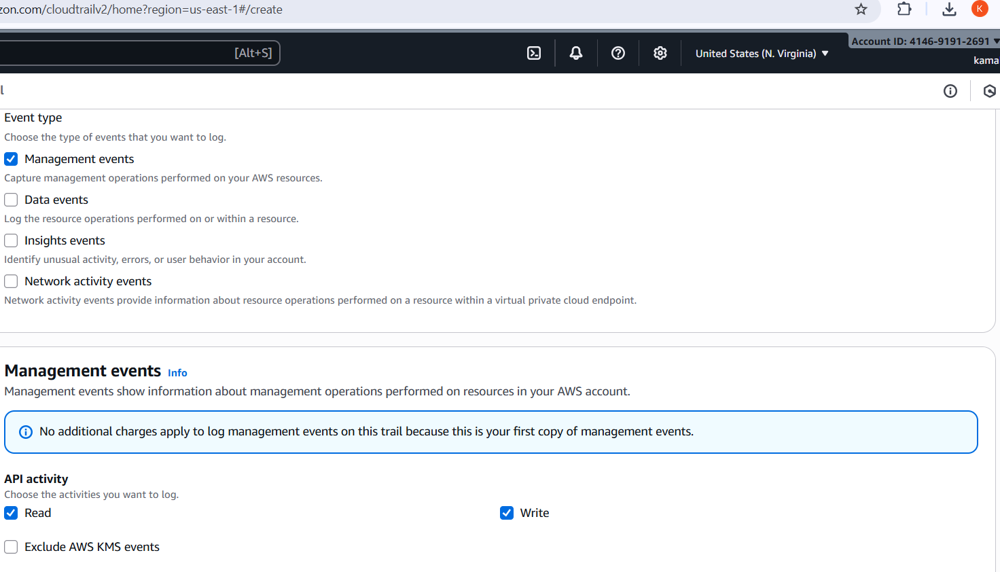 zon.com/cloudtrailv2/home?region=us-east-1#/create
K
[Alt+S]
United States (N. Virginia)
Account ID: 4146-9191-2691
kama
l
Event type
Choose the type of events that you want to log.
Management events
Capture management operations performed on your AWS resources.
Data events
Log the resource operations performed on or within a resource.
Insights events
Identify unusual activity, errors, or user behavior in your account.
Network activity events
Network activity events provide information about resource operations performed on a resource within a virtual private cloud endpoint.
Management events Info
Management events show information about management operations performed on resources in your AWS account.
No additional charges apply to log management events on this trail because this is your first copy of management events.
API activity
Choose the activities you want to log.
Read
Write
Exclude AWS KMS events